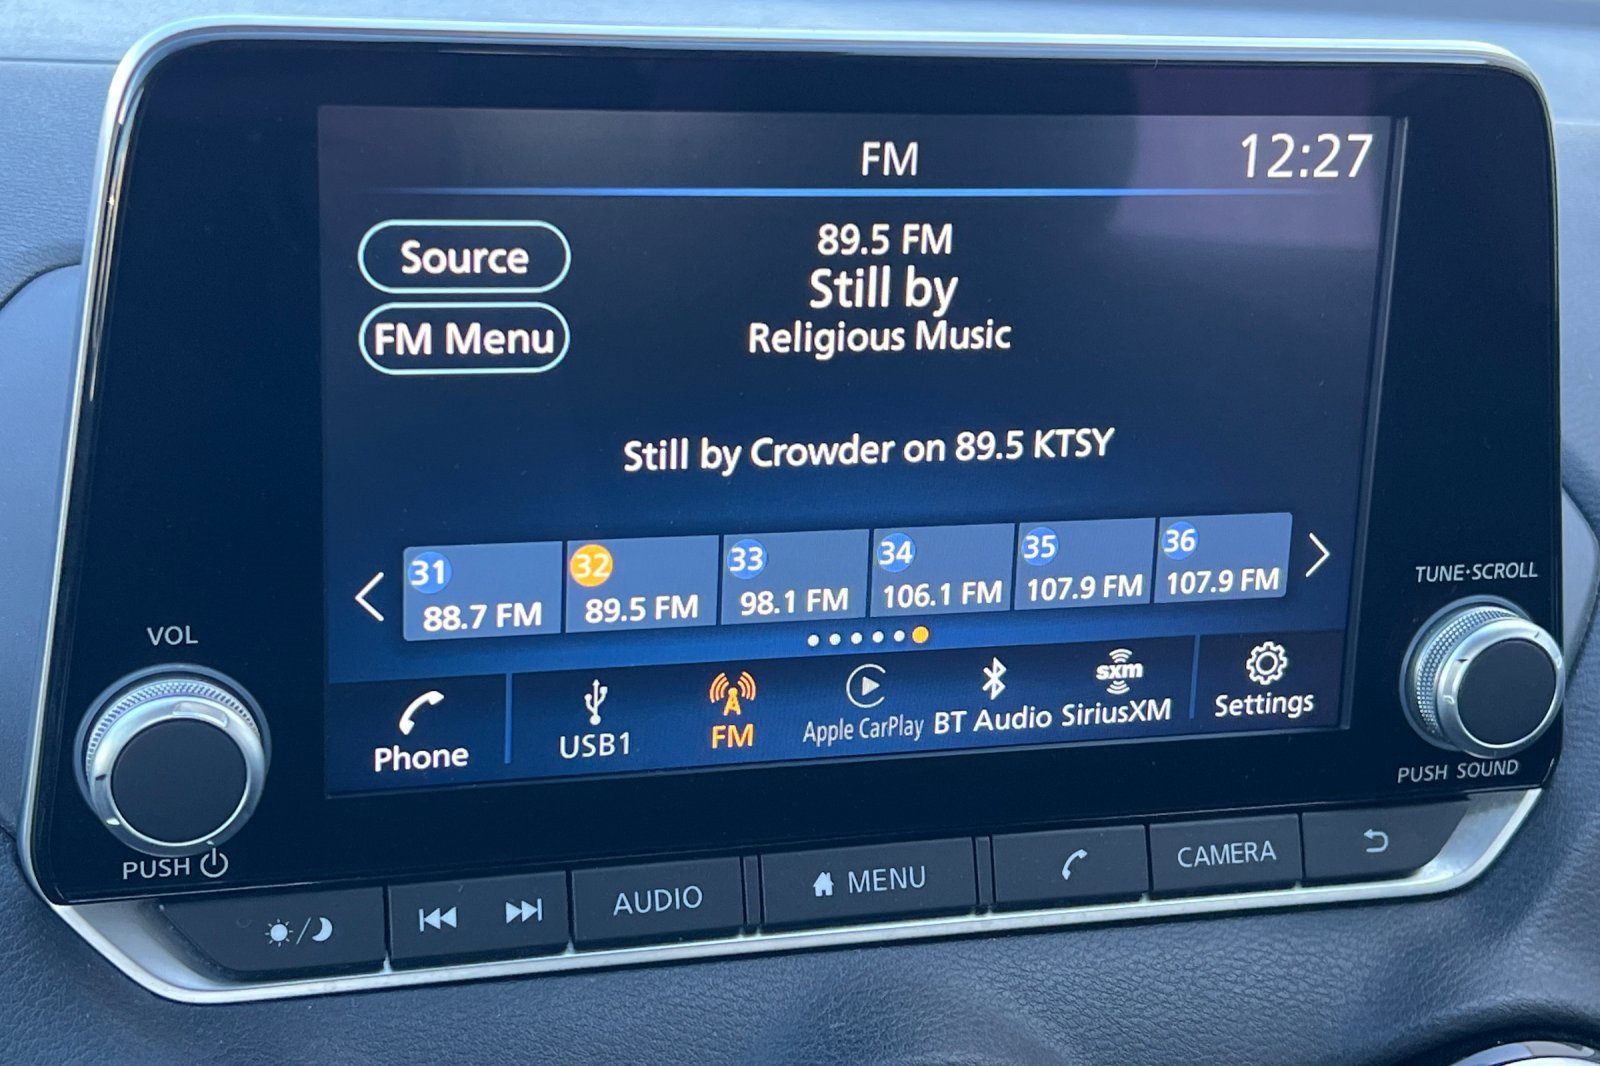 FM
12:27
Source
89.5 FM
Still by
FM Menu
Religious Music
Still by Crowder on 89.5 KTSY
31
32
33
34
35
36
88.7 FM
89.5 FM
98.1 FM
106.1 FM
107.9 FM
107.9 FM
TUNE·SCROLL
VOL
sxm
Phone
USB1
FM
Apple CarPlay
BT Audio
SiriusXM
Settings
PUSH SOUND
PUSH
AUDIO
MENU
CAMERA